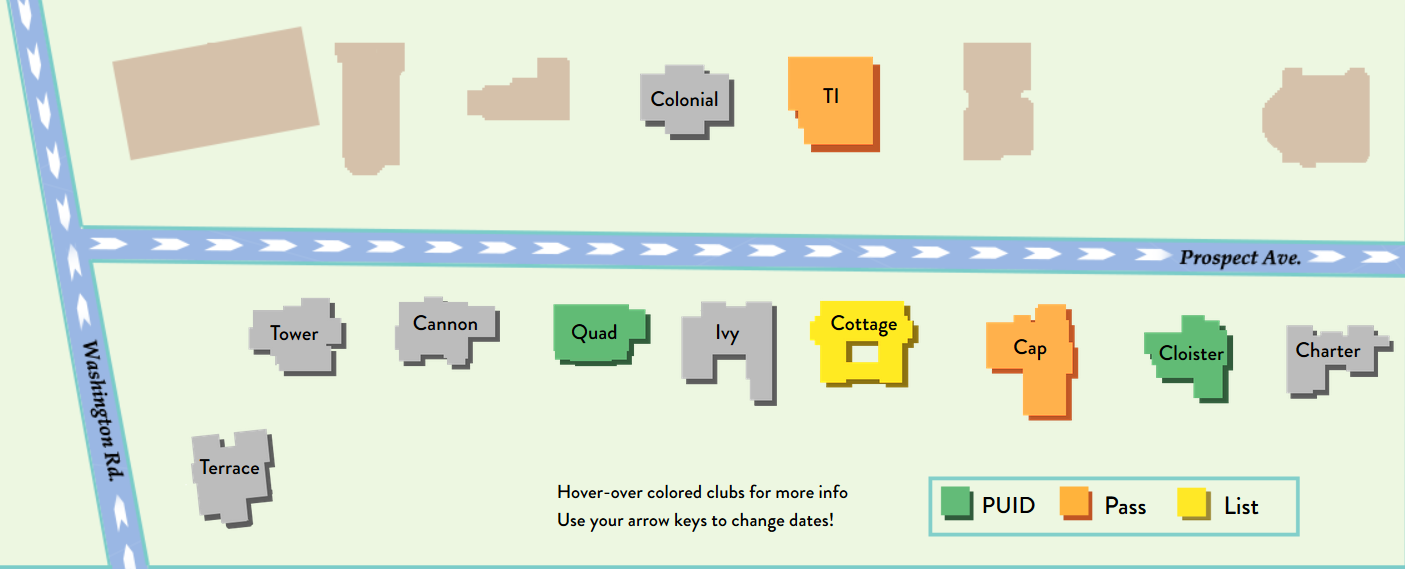 Colonial
TI
Prospect Ave.
Tower
Cannon
Quad
Ivy
Cottage
Cap
Cloister
Charter
Washington Rd.
Terrace
Hover-over colored clubs for more info
Use your arrow keys to change dates!
PUID
Pass
List